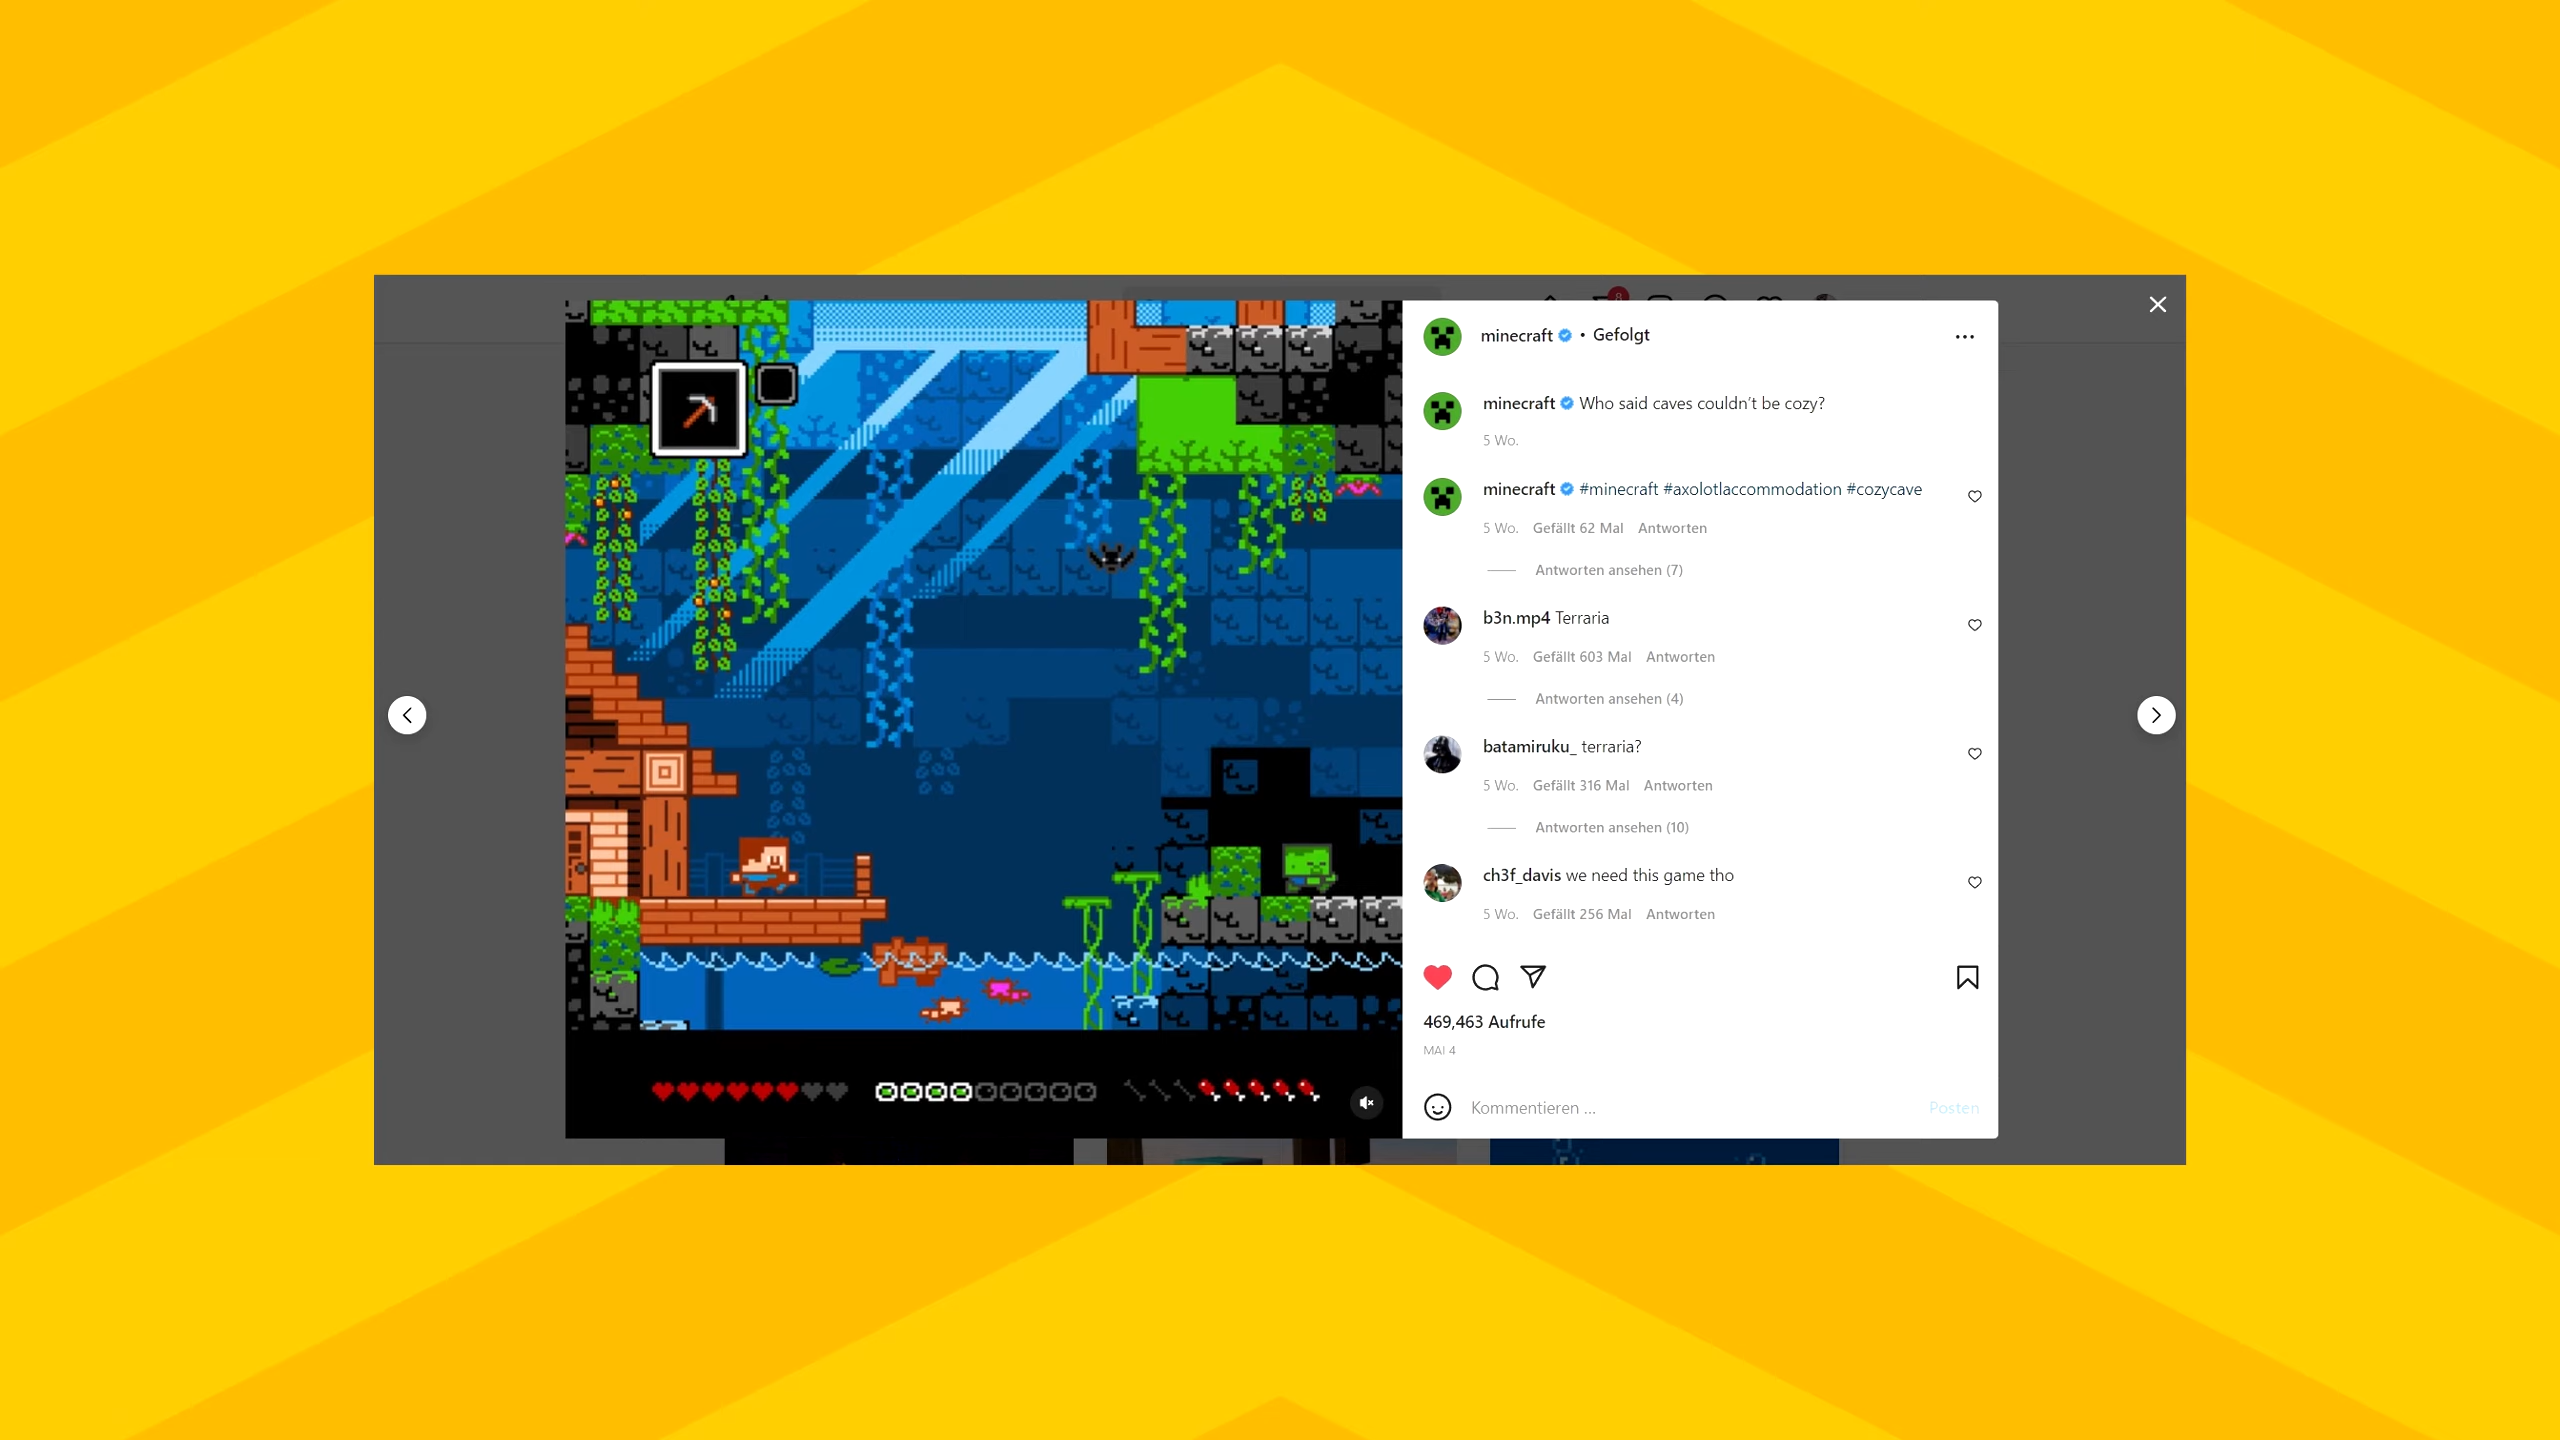 8
minecraft • Gefolgt
minecraft Who said caves couldn't be cozy?
5 Wo.
minecraft #minecraft #axolotlaccommodation #cozycave
5 Wo. Gefällt 62 Mal Antworten
Antworten ansehen (7)
b3n.mp4 Terraria
5 Wo. Gefällt 603 Mal Antworten
Antworten ansehen (4)
batamiruku_ terraria?
5 Wo. Gefällt 316 Mal Antworten
Antworten ansehen (10)
ch3f_davis we need this game tho
5 Wo. Gefällt 256 Mal Antworten
469,463 Aufrufe
MAI 4
Kommentieren ...
Posten